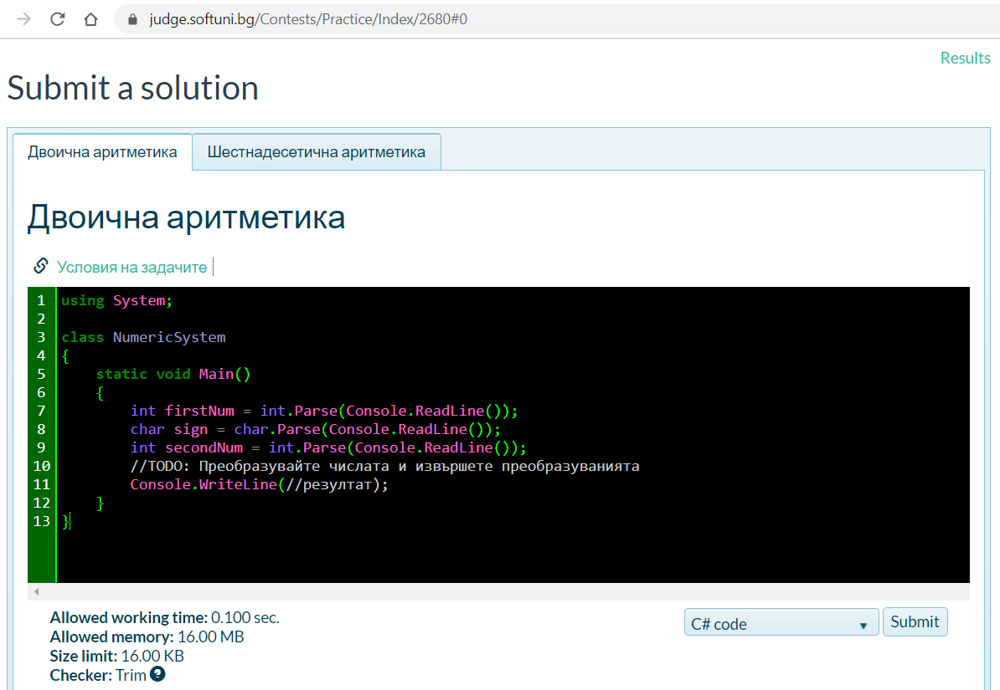 judge.softuni.bg/Contests/Practice/Index/2680#0
Results
Submit a solution
Двоична аритметика
Шестнадесетична аритметика
Двоична аритметика
Условия на задачите
1 using System;
2
3 class NumericSystem
4 {
5     static void Main()
6     {
7         int firstNum = int.Parse(Console.ReadLine());
8         char sign = char.Parse(Console.ReadLine());
9         int secondNum = int.Parse(Console.ReadLine());
10         //TODO: Преобразувайте числата и извършете преобразуванията
11         Console.WriteLine(//резултат);
12     }
13 }
Allowed working time: 0.100 sec.
Allowed memory: 16.00 MB
Size limit: 16.00 KB
Checker: Trim ?
C# code
Submit